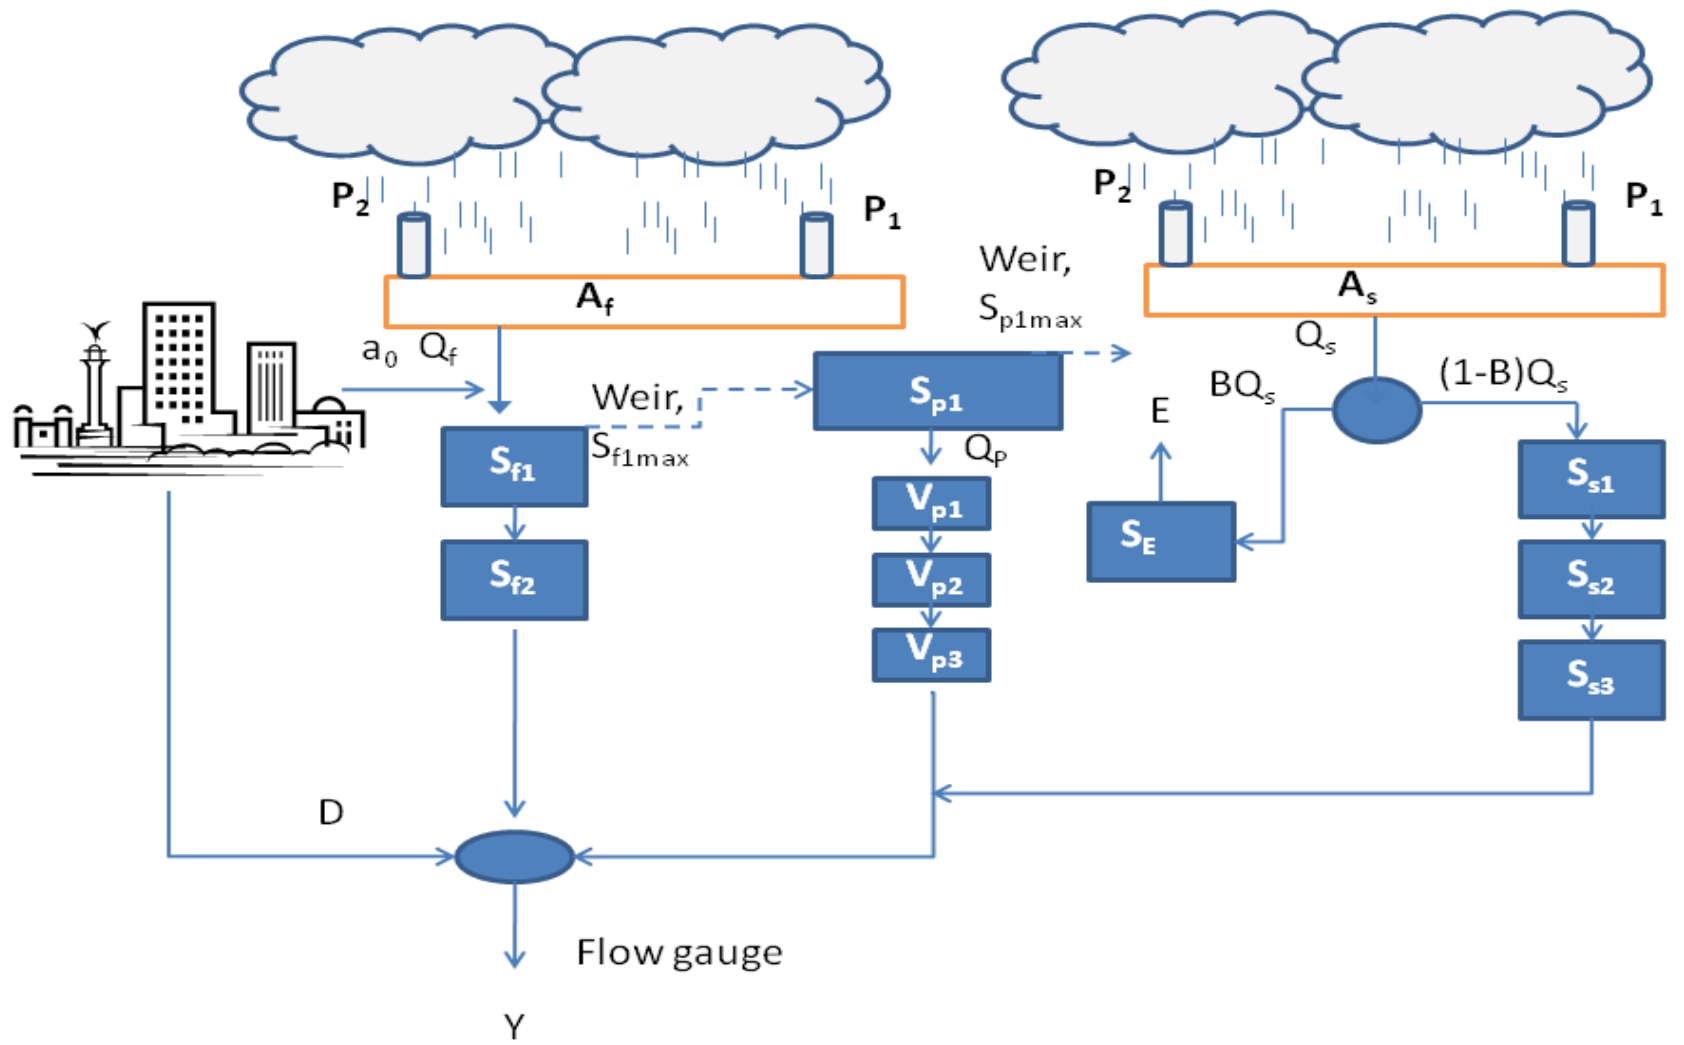 P2
P1
P2
P1
Af
As
Weir,
Sp1max
a0 Qf
Qs
Weir,
Sf1max
Sp1
BQs
(1-B)Qs
E
Sf1
QP
Ss1
Vp1
SE
Sf2
Vp2
Ss2
Vp3
Ss3
D
Flow gauge
Y